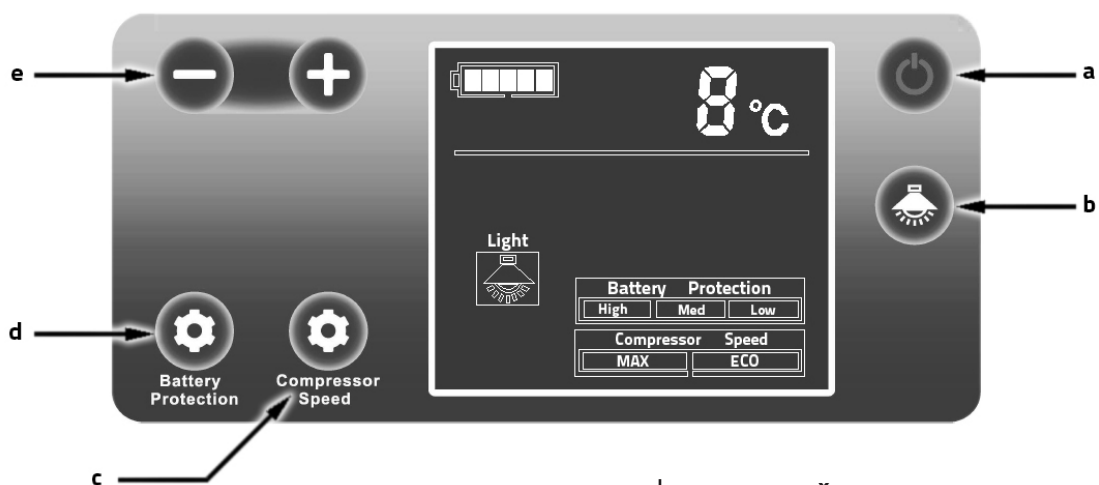 e
a
8 °C
b
Light
Battery Protection
High Med Low
d
Compressor Speed
MAX ECO
Battery
Protection
Compressor
Speed
c